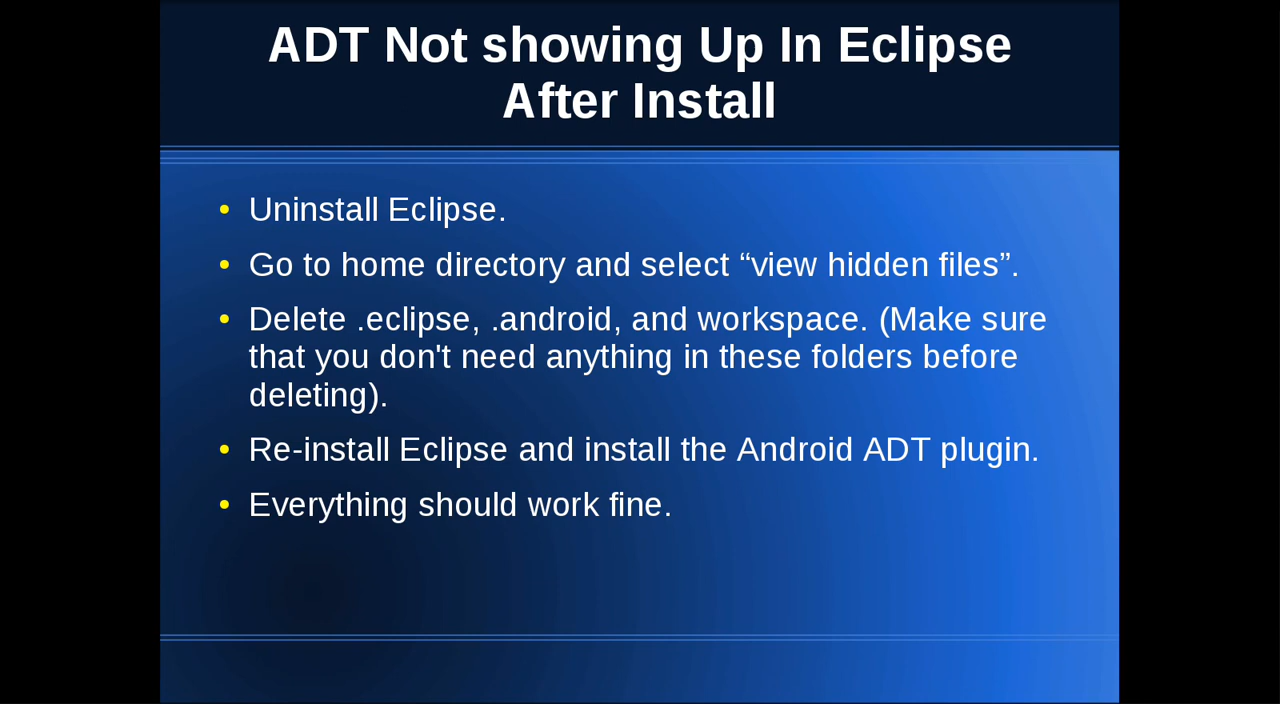 ADT Not showing Up In Eclipse
After Install
• Uninstall Eclipse.
• Go to home directory and select “view hidden files”.
• Delete .eclipse, .android, and workspace. (Make sure
that you don't need anything in these folders before
deleting).
• Re-install Eclipse and install the Android ADT plugin.
• Everything should work fine.